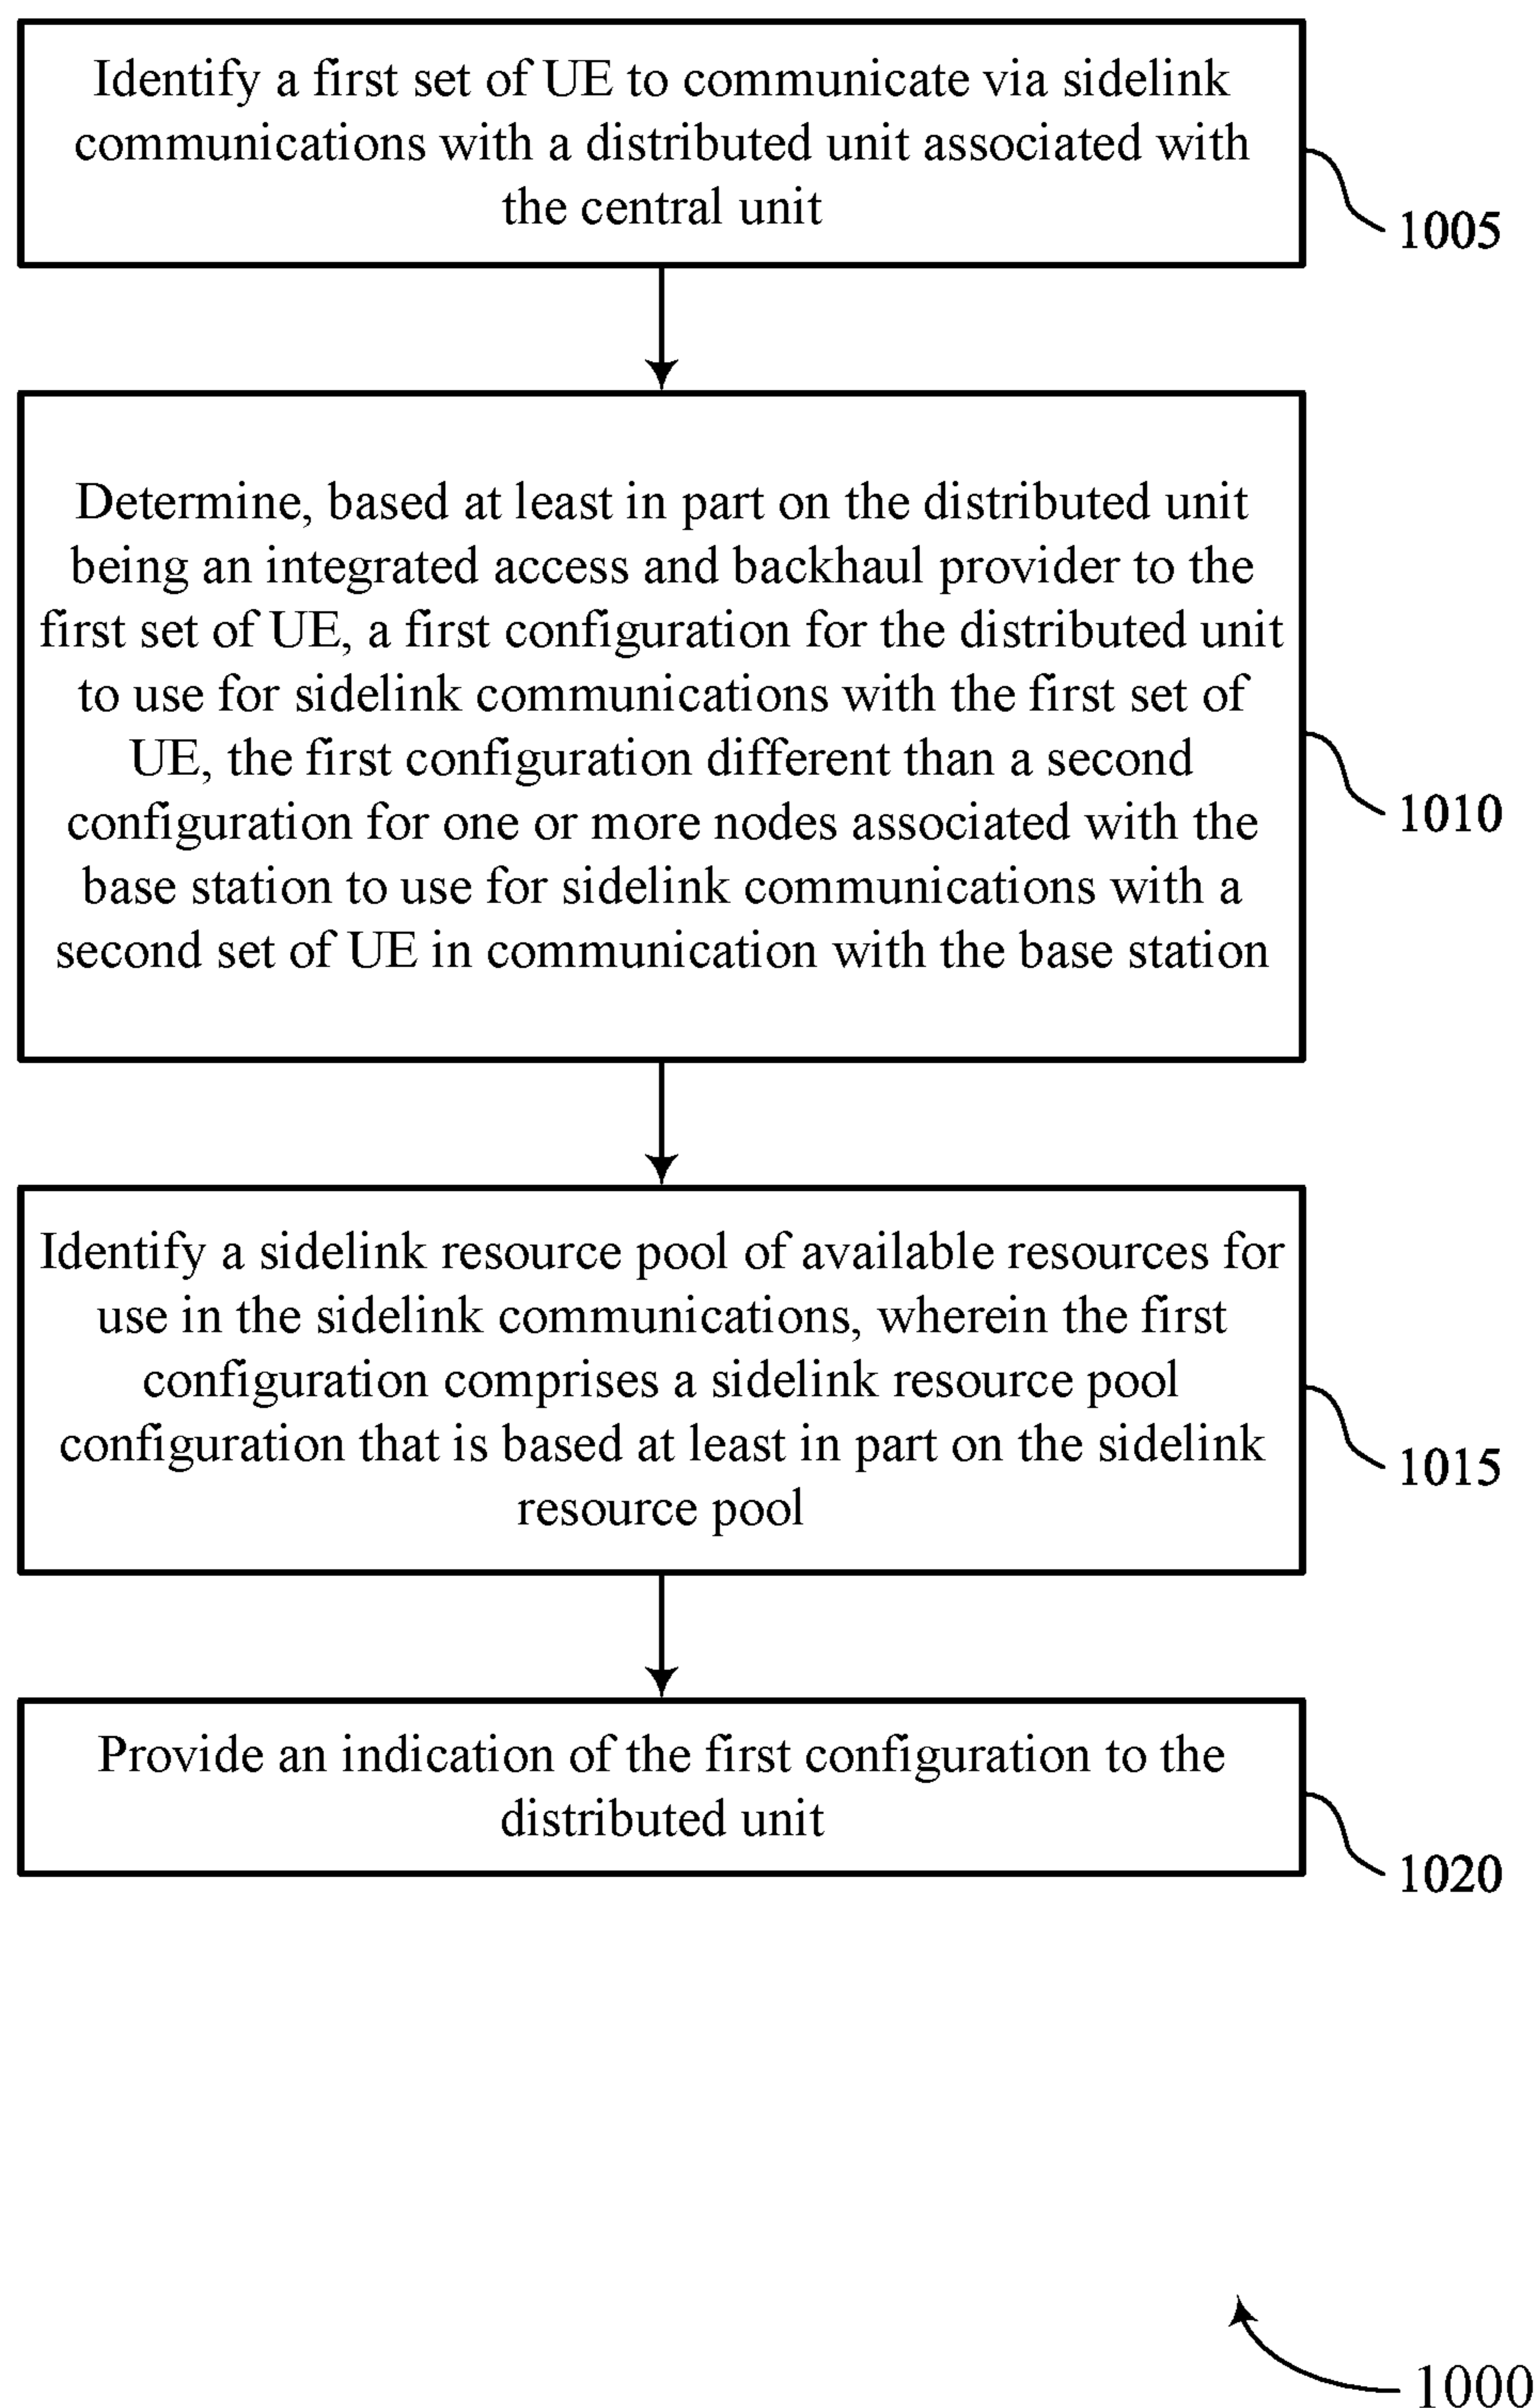 Identify a first set of UE to communicate via sidelink
communications with a distributed unit associated with
the central unit
1005
Determine, based at least in part on the distributed unit
being an integrated access and backhaul provider to the
first set of UE, a first configuration for the distributed unit
to use for sidelink communications with the first set of
UE, the first configuration different than a second
configuration for one or more nodes associated with the
base station to use for sidelink communications with a
second set of UE in communication with the base station
1010
Identify a sidelink resource pool of available resources for
use in the sidelink communications, wherein the first
configuration comprises a sidelink resource pool
configuration that is based at least in part on the sidelink
resource pool
1015
Provide an indication of the first configuration to the
distributed unit
1020
1000